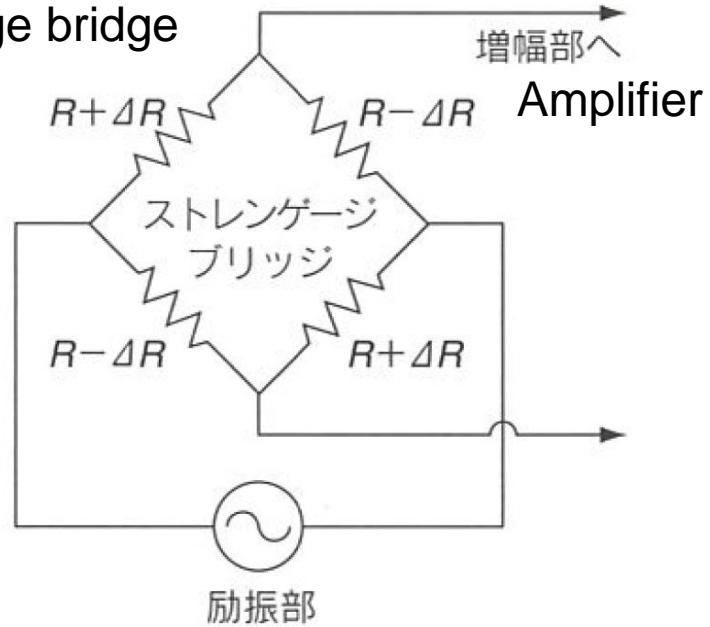 ge bridge
増幅部へ
Amplifier
R+ΔR
R−ΔR
ストレンゲージ
ブリッジ
R−ΔR
R+ΔR
励振部